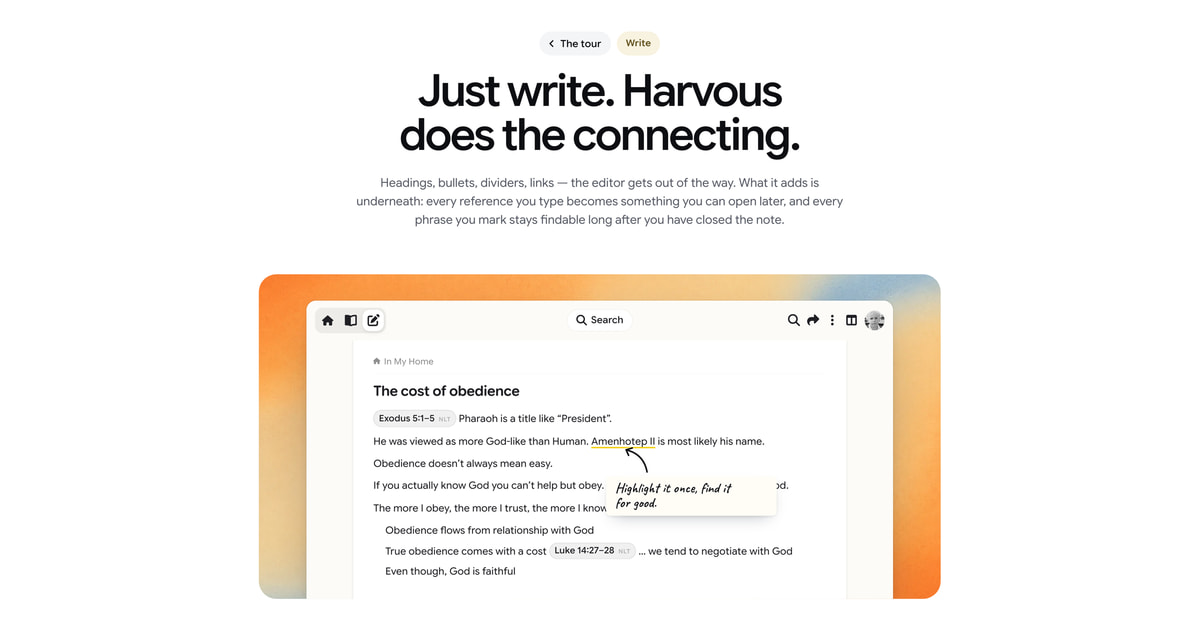 The tour
Write
Just write. Harvous
does the connecting.
Headings, bullets, dividers, links — the editor gets out of the way. What it adds is
underneath: every reference you type becomes something you can open later, and every
phrase you mark stays findable long after you have closed the note.
Search
In My Home
The cost of obedience
Exodus 5:1–5 NLT Pharaoh is a title like “President”.
He was viewed as more God-like than Human. Amenhotep II is most likely his name.
Obedience doesn’t always mean easy.
If you actually know God you can’t help but obey.
Highlight it once, find it
for good.
The more I obey, the more I trust, the more I know
Obedience flows from relationship with God
True obedience comes with a cost Luke 14:27–28 NLT ... we tend to negotiate with God
Even though, God is faithful